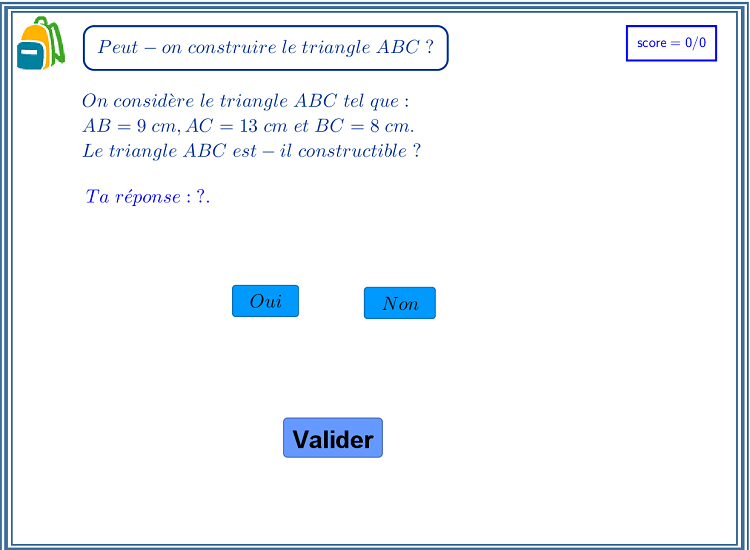 Peut − on construire le triangle ABC ?
score = 0/0
On considère le triangle ABC tel que :
AB = 9 cm, AC = 13 cm et BC = 8 cm.
Le triangle ABC est − il constructible ?
Ta réponse : ?.
Oui
Non
Valider